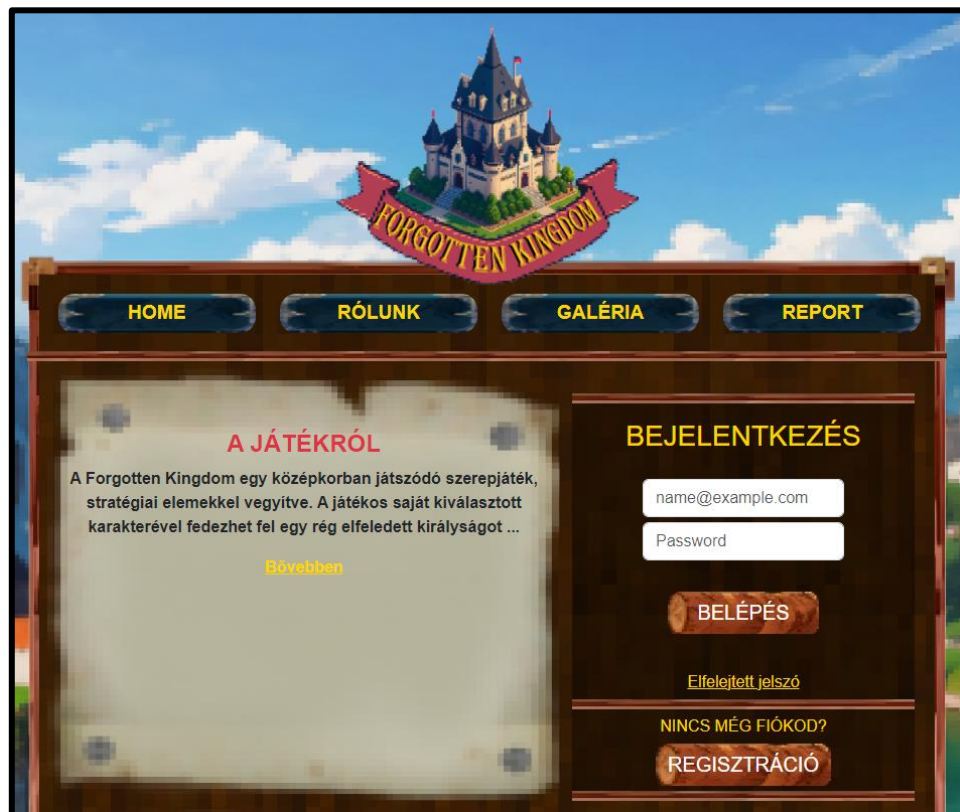 FORGOTTEN KINGDOM
HOME
RÓLUNK
GALÉRIA
REPORT
A JÁTÉKRÓL
A Forgotten Kingdom egy középkorban játszódó szerepjáték,
stratégiai elemekkel vegyítve. A játékos saját kiválasztott
karakterével fedezhet fel egy rég elfeledett királyságot ...
Bövebben
BEJELENTKEZÉS
name@example.com
Password
BELÉPÉS
Elfelejtett jelszó
NINCS MÉG FIÓKOD?
REGISZTRÁCIÓ